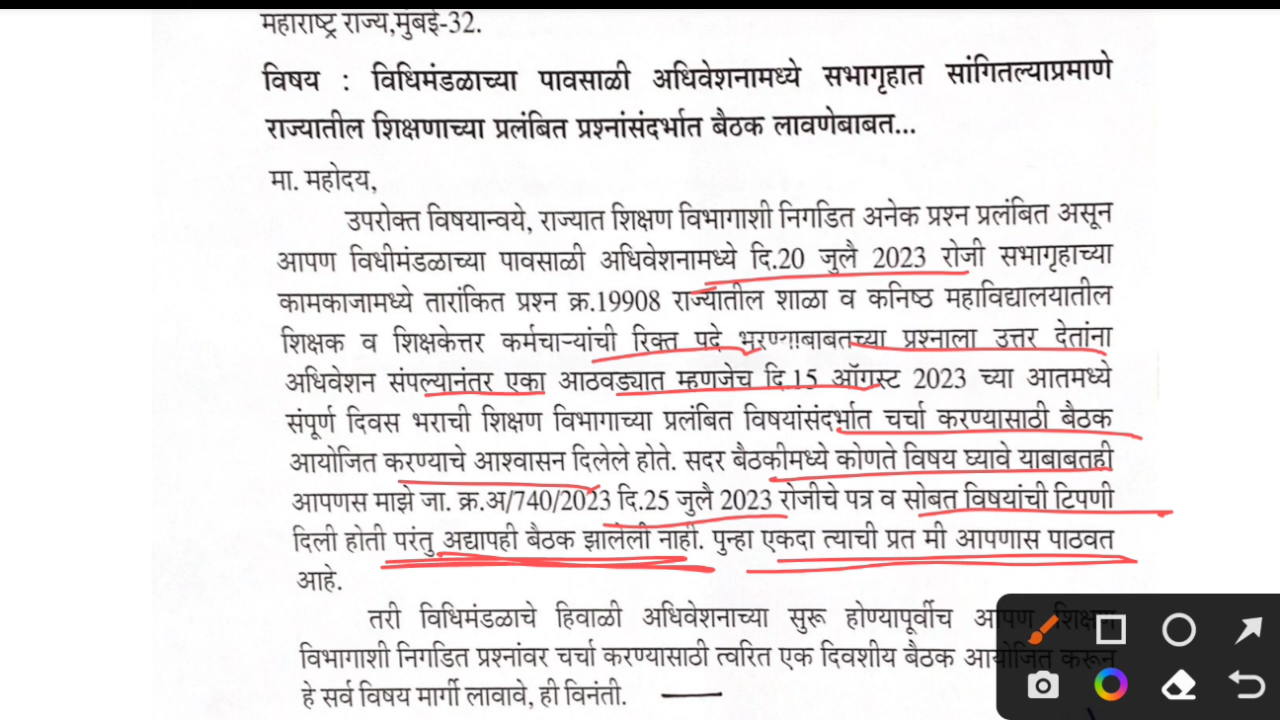 महाराष्ट्र राज्य,मुंबई-32.
विषय : विधिमंडळाच्या पावसाळी अधिवेशनामध्ये सभागृहात सांगितल्याप्रमाणे
राज्यातील शिक्षणाच्या प्रलंबित प्रश्नांसंदर्भात बैठक लावणेबाबत...
मा. महोदय,
उपरोक्त विषयान्वये, राज्यात शिक्षण विभागाशी निगडित अनेक प्रश्न प्रलंबित असून
आपण विधीमंडळाच्या पावसाळी अधिवेशनामध्ये दि.20 जुलै 2023 रोजी सभागृहाच्या
कामकाजामध्ये तारांकित प्रश्न क्र.19908 राज्यातील शाळा व कनिष्ठ महाविद्यालयातील
शिक्षक व शिक्षकेत्तर कर्मचाऱ्यांची रिक्त पदे भरण्याबाबतच्या प्रश्नाला उत्तर देतांना
अधिवेशन संपल्यानंतर एका आठवड्यात म्हणजेच दि.15 ऑगस्ट 2023 च्या आतमध्ये
संपूर्ण दिवस भराची शिक्षण विभागाच्या प्रलंबित विषयांसंदर्भात चर्चा करण्यासाठी बैठक
आयोजित करण्याचे आश्वासन दिलेले होते. सदर बैठकीमध्ये कोणते विषय घ्यावे याबाबतही
आपणस माझे जा. क्र.अ/740/2023 दि.25 जुलै 2023 रोजीचे पत्र व सोबत विषयांची टिपणी
दिली होती परंतु अद्यापही बैठक झालेली नाही. पुन्हा एकदा त्याची प्रत मी आपणास पाठवत
आहे.
तरी विधिमंडळाचे हिवाळी अधिवेशनाच्या सुरू होण्यापूर्वीच आपण शिक्षण
विभागाशी निगडित प्रश्नांवर चर्चा करण्यासाठी त्वरित एक दिवशीय बैठक आयोजित करून
हे सर्व विषय मार्गी लावावे, ही विनंती.